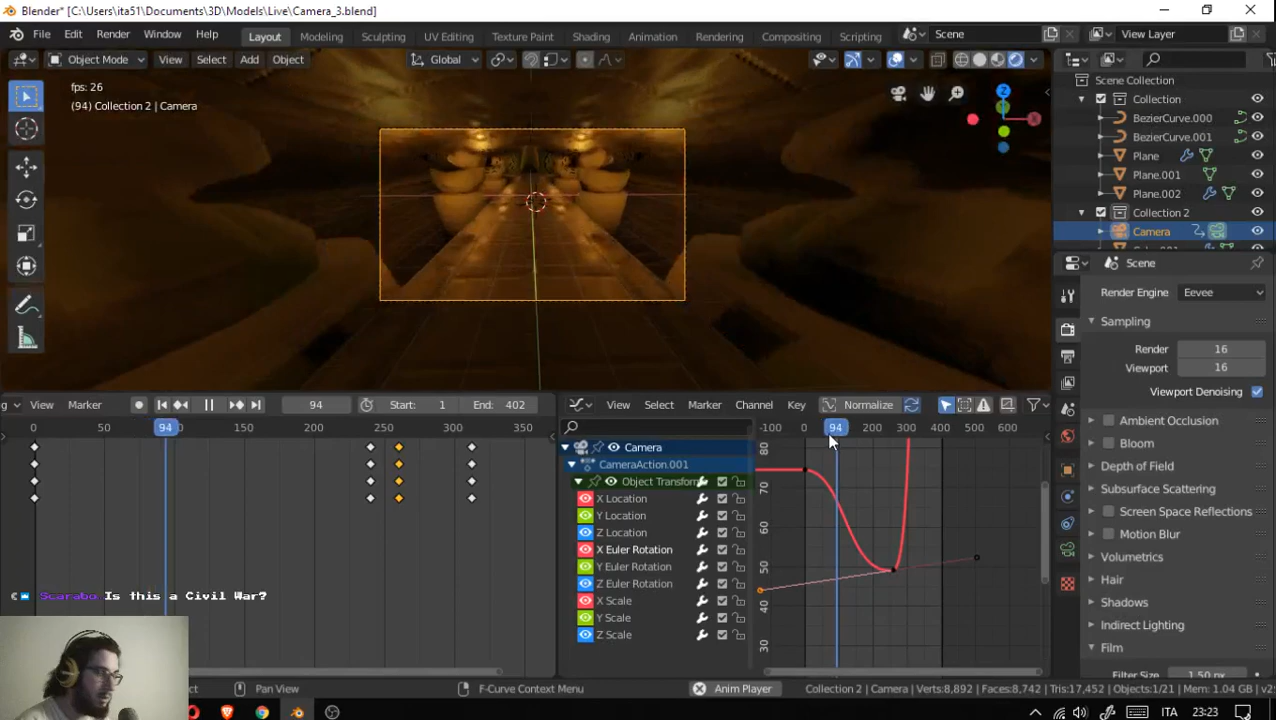 Blender* [C:\Users\ita51\Documents\3D\Models\Live\Camera_3.blend]
File Edit Render Window Help Layout Modeling Sculpting UV Editing Texture Paint Shading Animation Rendering Compositing Scripting Scene View Layer
Object Mode View Select Add Object Global
fps: 26
(94) Collection 2 | Camera
Z
X
Scene Collection
Collection
BezierCurve.000
BezierCurve.001
Plane
Plane.001
Plane.002
Collection 2
Camera
Scene
Render Engine Eevee
Sampling
Render 16
Viewport 16
Viewport Denoising
Ambient Occlusion
Bloom
Depth of Field
Subsurface Scattering
Screen Space Reflections
Motion Blur
Volumetrics
Hair
Shadows
Indirect Lighting
Film
Filter Size 1.50 px
View Marker 94 Start: 1 End: 402
0 50 94 200 250 300 350
View Select Marker Channel Key Normalize
-100 0 94 200 300 400 500 600
80
70
60
50
40
30
Camera
CameraAction.001
Object Transform
X Location
Y Location
Z Location
X Euler Rotation
Y Euler Rotation
Z Euler Rotation
X Scale
Y Scale
Z Scale
Scarabo Is this a Civil War?
Pan View F-Curve Context Menu Anim Player Collection 2 | Camera Verts:8,892 | Faces:8,742 | Tris:17,452 | Objects:1/21 | Mem: 1.04 GB
ITA 23:23